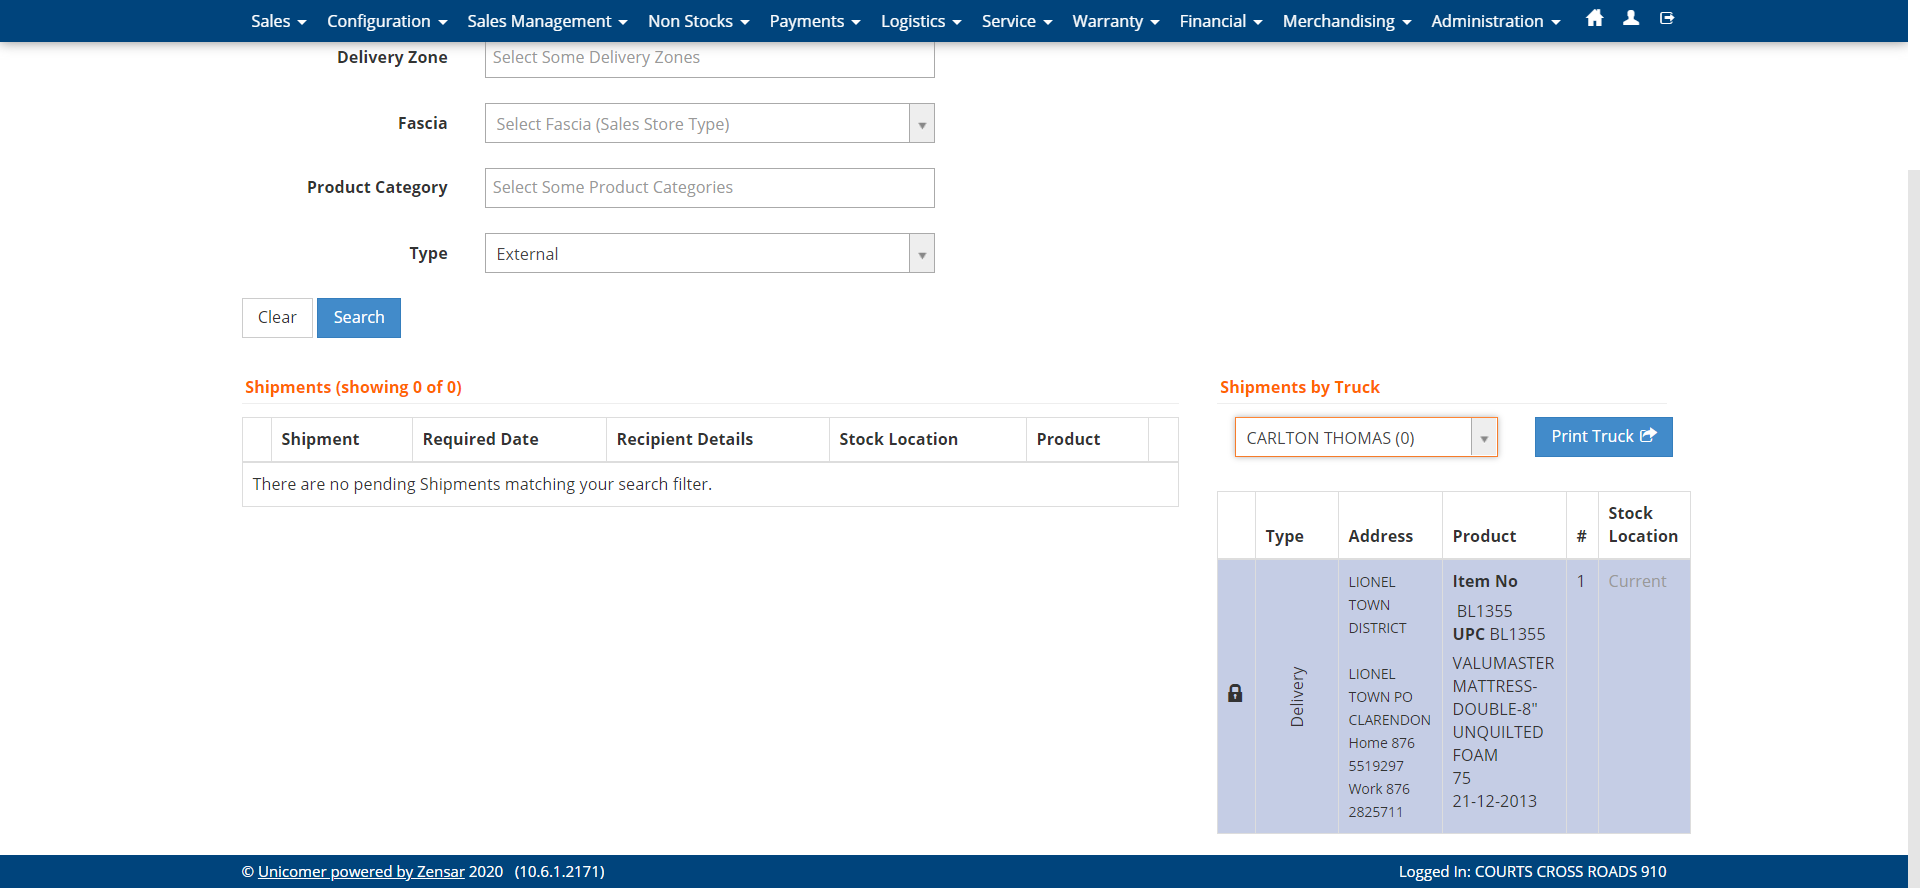 Sales Configuration Sales Management Non Stocks Payments Logistics Service Warranty Financial Merchandising Administration
Delivery Zone Select Some Delivery Zones
Fascia Select Fascia (Sales Store Type)
Product Category Select Some Product Categories
Type External
Clear Search
Shipments (showing 0 of 0)
Shipment Required Date Recipient Details Stock Location Product
There are no pending Shipments matching your search filter.
Shipments by Truck
CARLTON THOMAS (0) Print Truck
Type Address Product # Stock Location
Delivery
LIONEL
TOWN
DISTRICT
LIONEL
TOWN PO
CLARENDON
Home 876
5519297
Work 876
2825711
Item No
BL1355
UPC BL1355
VALUMASTER
MATTRESS-
DOUBLE-8"
UNQUILTED
FOAM
75
21-12-2013
1
Current
© Unicomer powered by Zensar 2020 (10.6.1.2171)
Logged In: COURTS CROSS ROADS 910